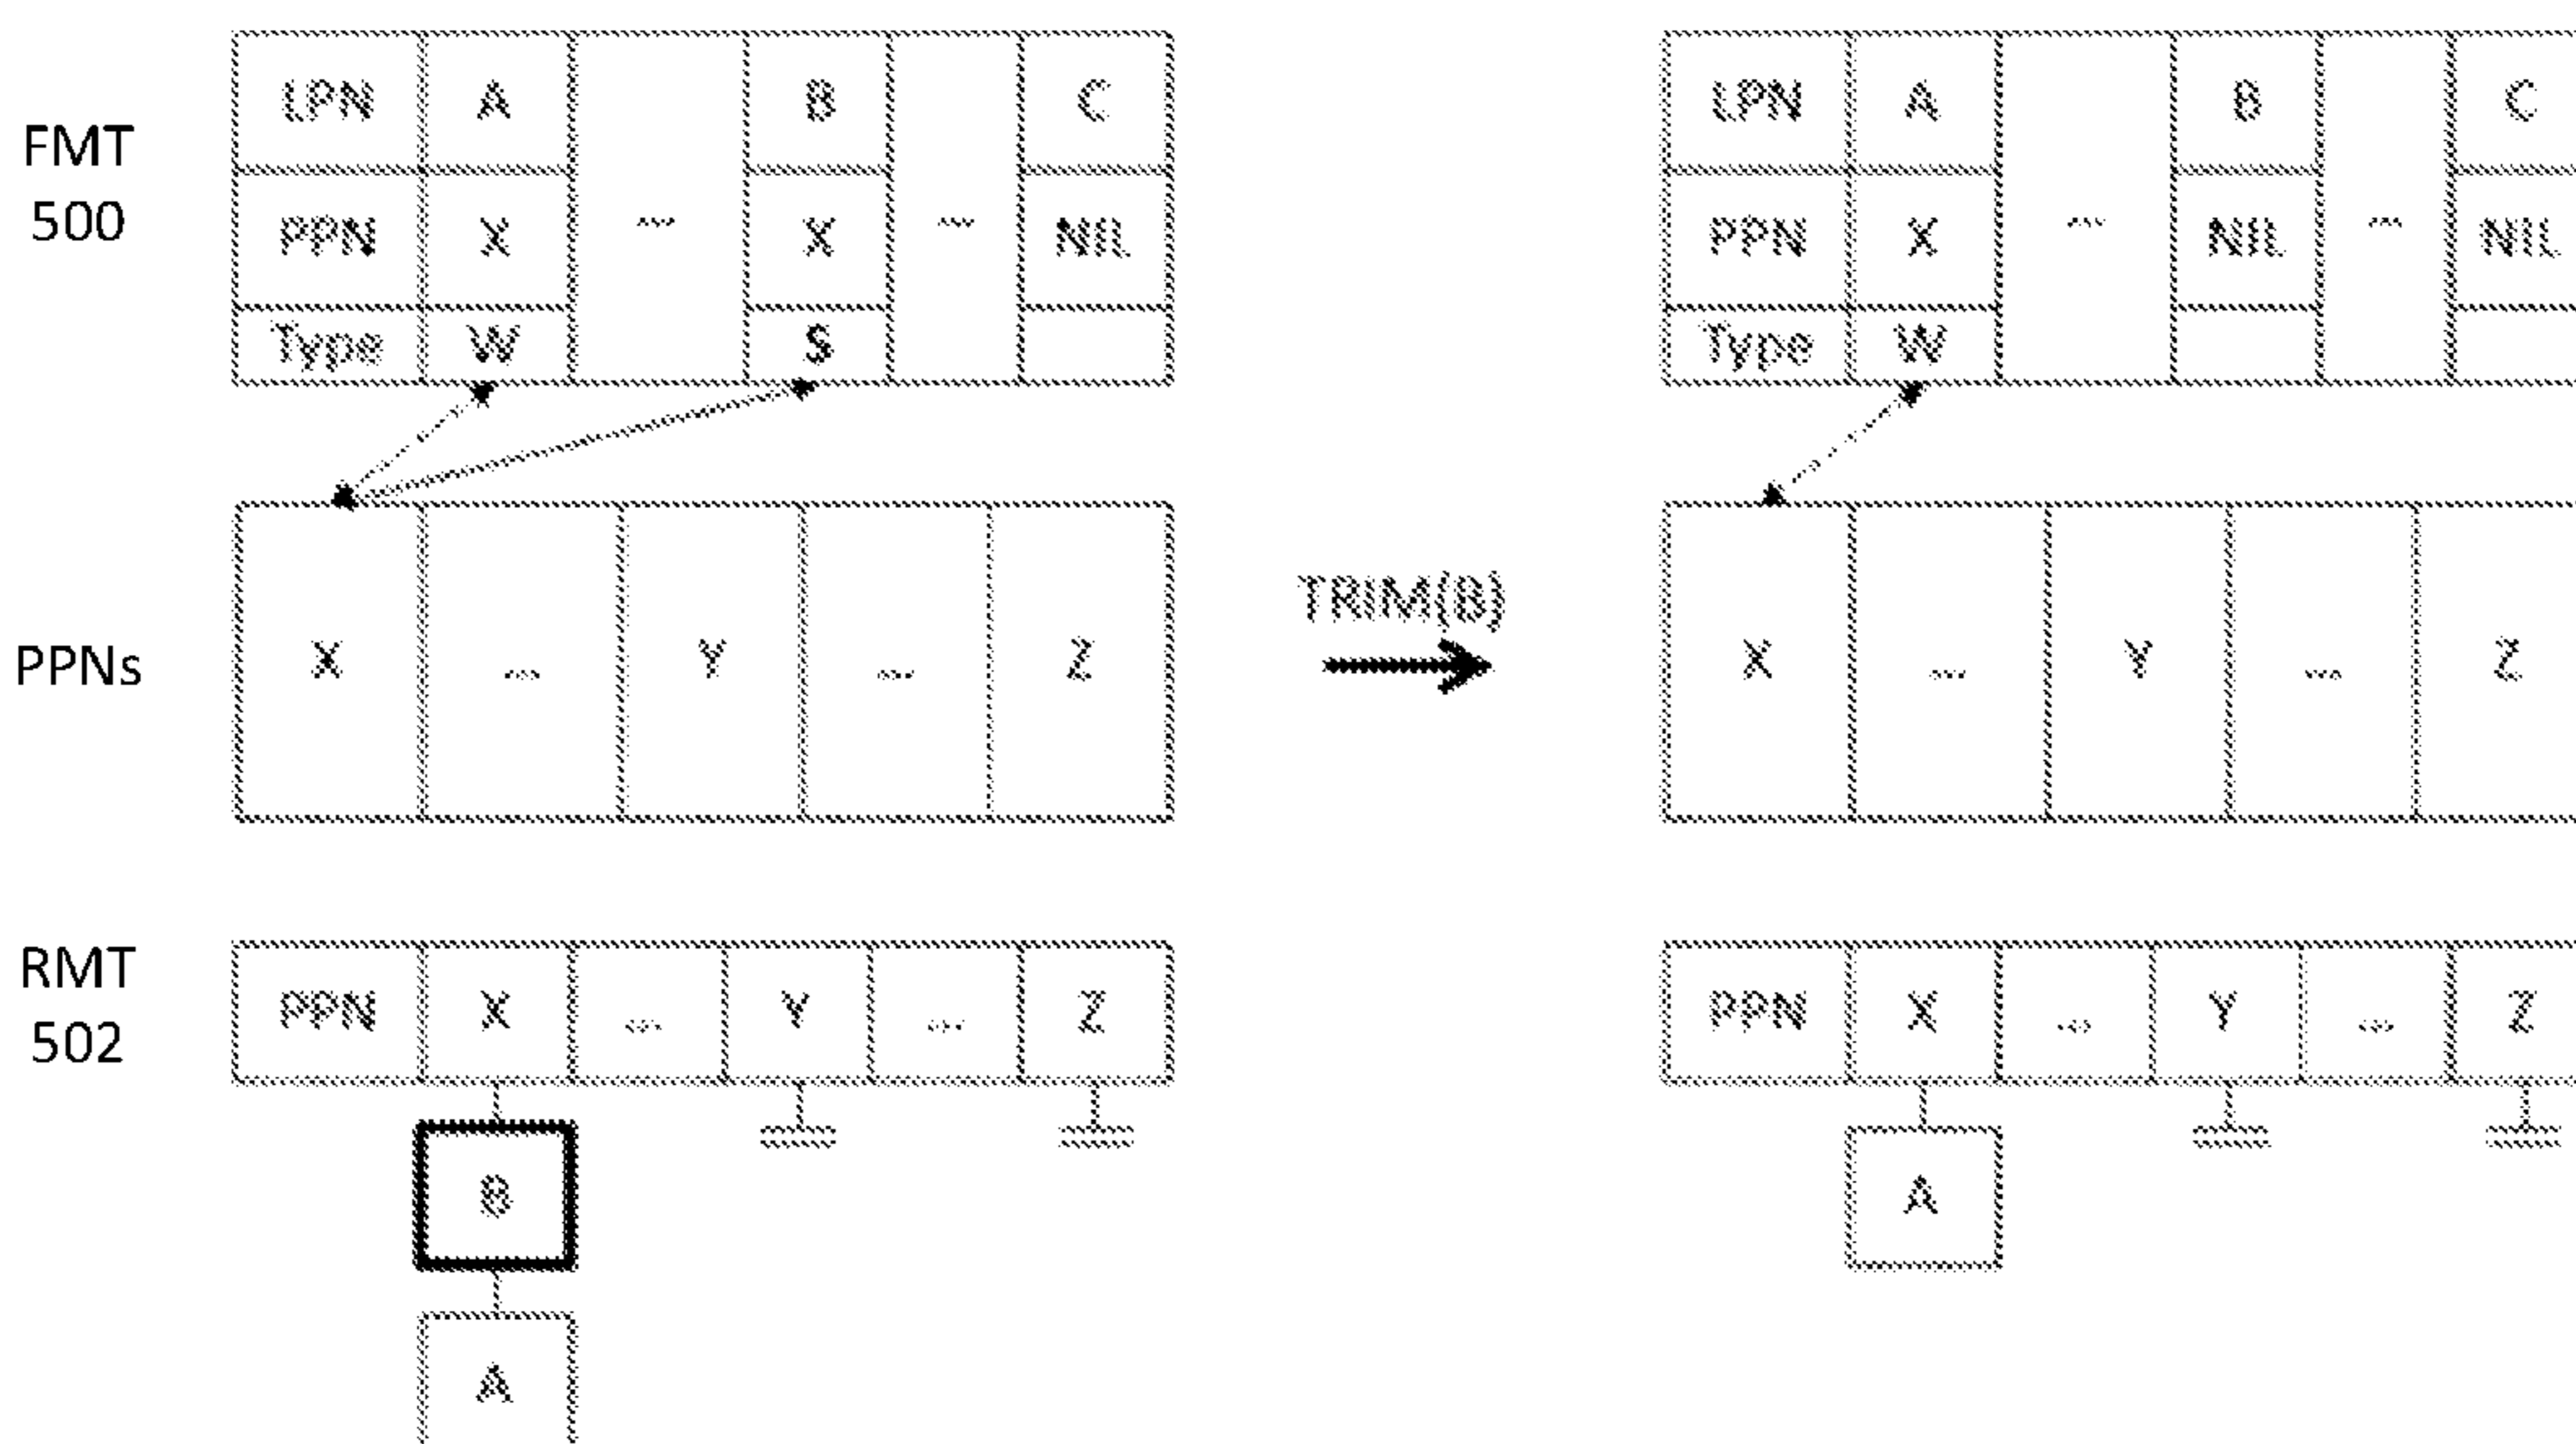 FMT
500
LPN A B C
PPN X ... X ... NIL
Type W S
LPN A B C
PPN X ... NIL ... NIL
Type W
PPNs
X ... Y ... Z
TRIM(B)
X ... Y ... Z
RMT
502
PPN X ... Y ... Z
B
A
PPN X ... Y ... Z
A